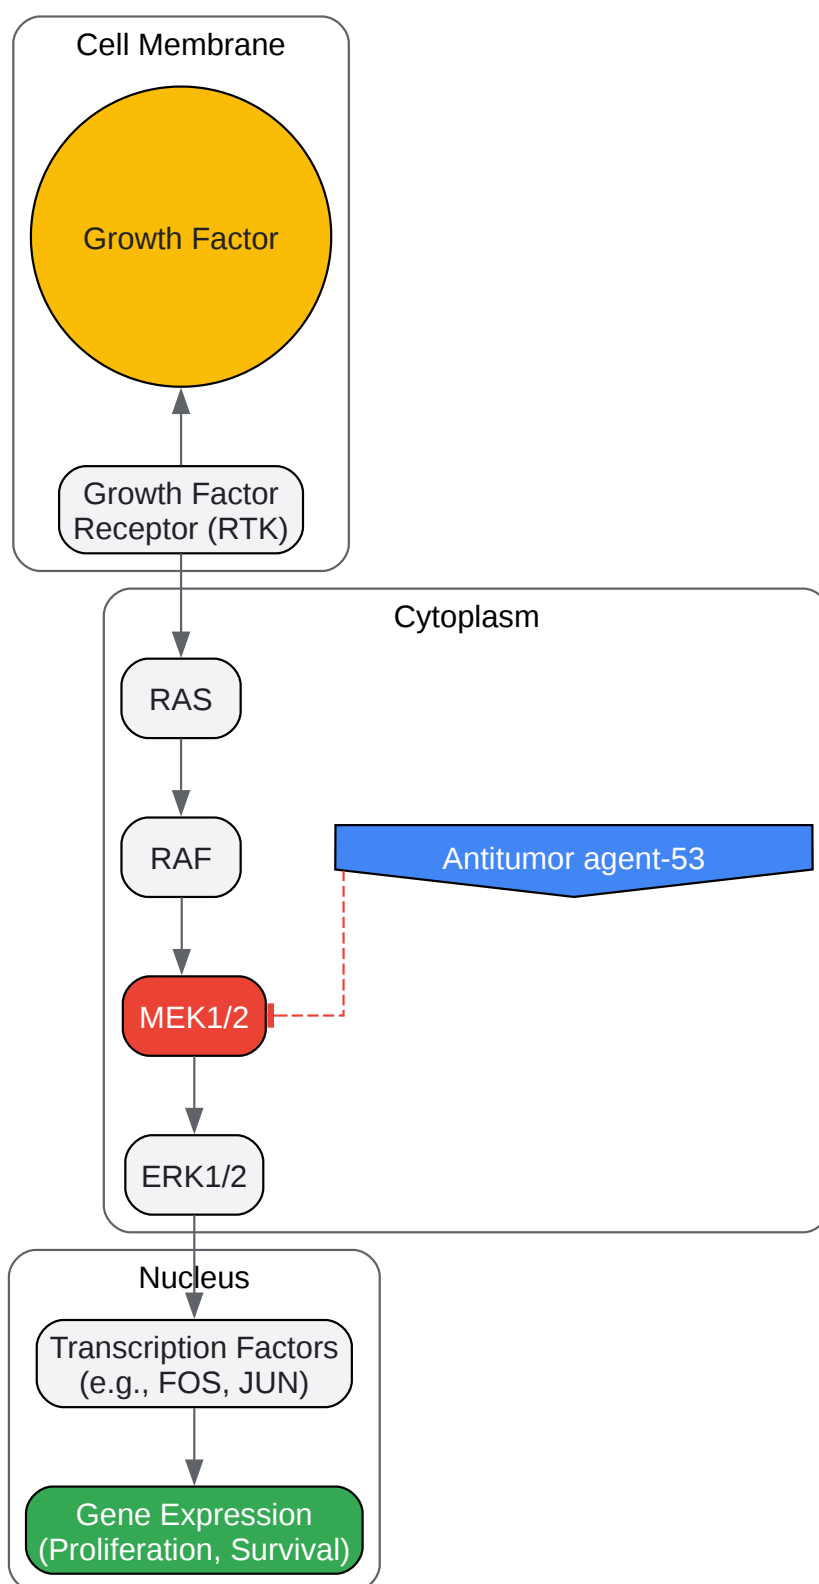 Cell Membrane
Growth Factor
Growth Factor
Receptor (RTK)
Cytoplasm
RAS
RAF
Antitumor agent-53
MEK1/2
ERK1/2
Nucleus
Transcription Factors
(e.g., FOS, JUN)
Gene Expression
(Proliferation, Survival)